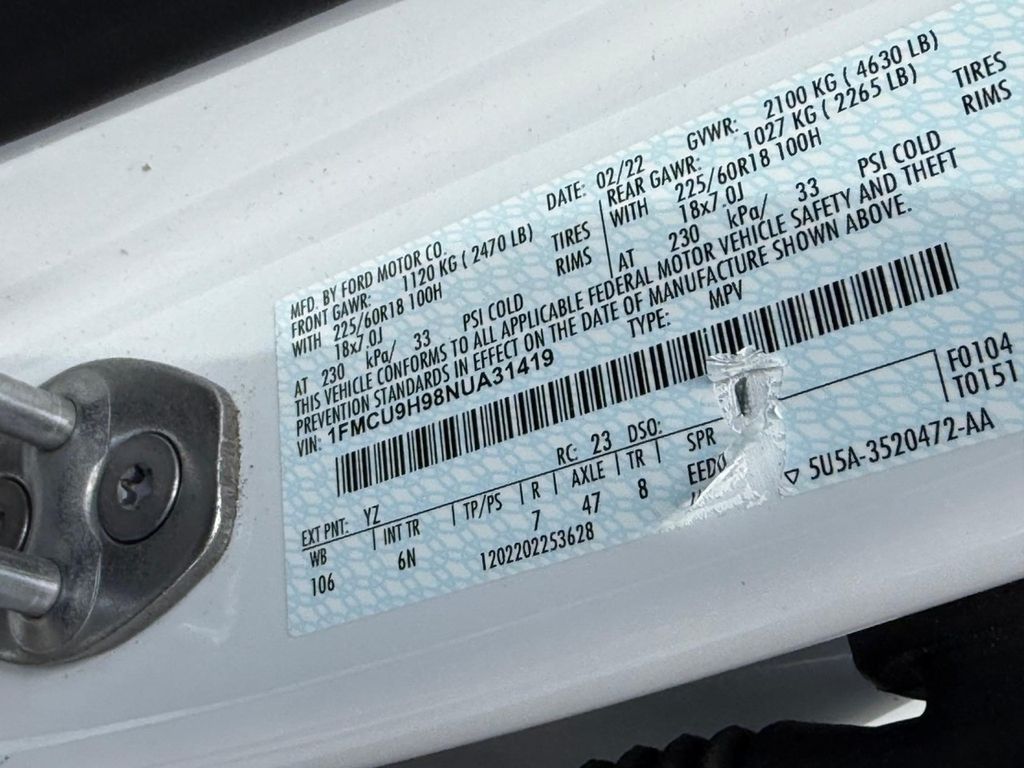 MFD. BY FORD MOTOR CO.
DATE: 02/22 GVWR: 2100 KG ( 4630 LB)
FRONT GAWR: 1120 KG ( 2470 LB) REAR GAWR: 1027 KG ( 2265 LB)
WITH 225/60R18 100H TIRES WITH 225/60R18 100H TIRES
18x7.0J RIMS 18x7.0J RIMS
AT 230 kPa/ 33 PSI COLD AT 230 kPa/ 33 PSI COLD
THIS VEHICLE CONFORMS TO ALL APPLICABLE FEDERAL MOTOR VEHICLE SAFETY AND THEFT
PREVENTION STANDARDS IN EFFECT ON THE DATE OF MANUFACTURE SHOWN ABOVE.
VIN: 1FMCU9H98NUA31419 TYPE: MPV
F0104
T0151
EXT PNT: YZ RC: 23 DSO:
WB INT TR TP/PS R AXLE TR SPR
106 6N 7 47 8
1202202253628
5U5A-3520472-AA